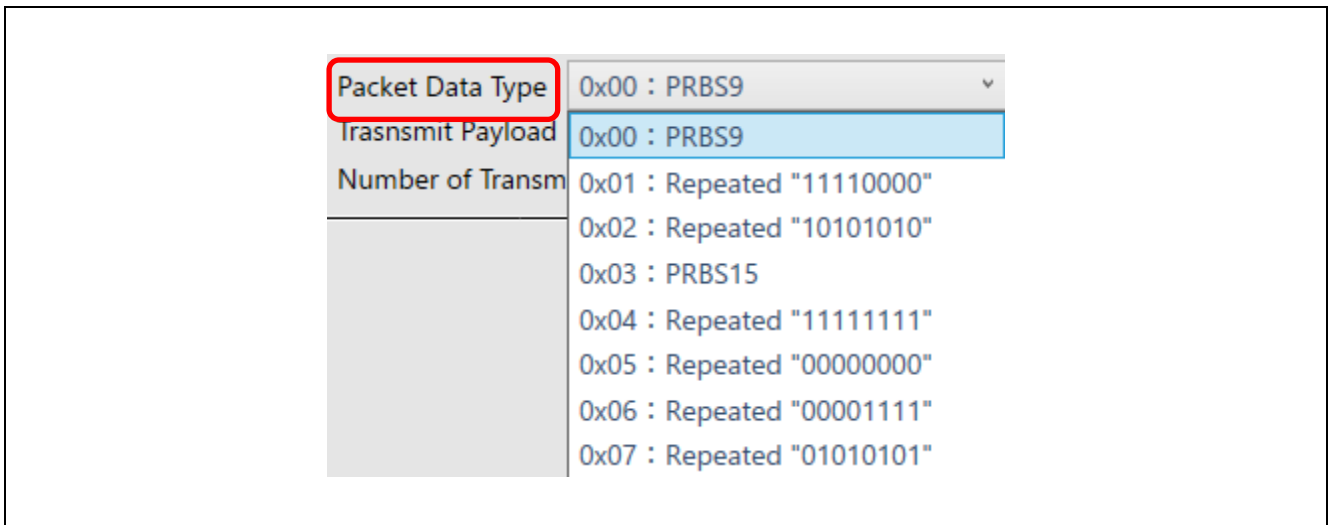 Packet Data Type 0x00：PRBS9
Trasnsmit Payload 0x00：PRBS9
Number of Transm 0x01：Repeated "11110000"
0x02：Repeated "10101010"
0x03：PRBS15
0x04：Repeated "11111111"
0x05：Repeated "00000000"
0x06：Repeated "00001111"
0x07：Repeated "01010101"